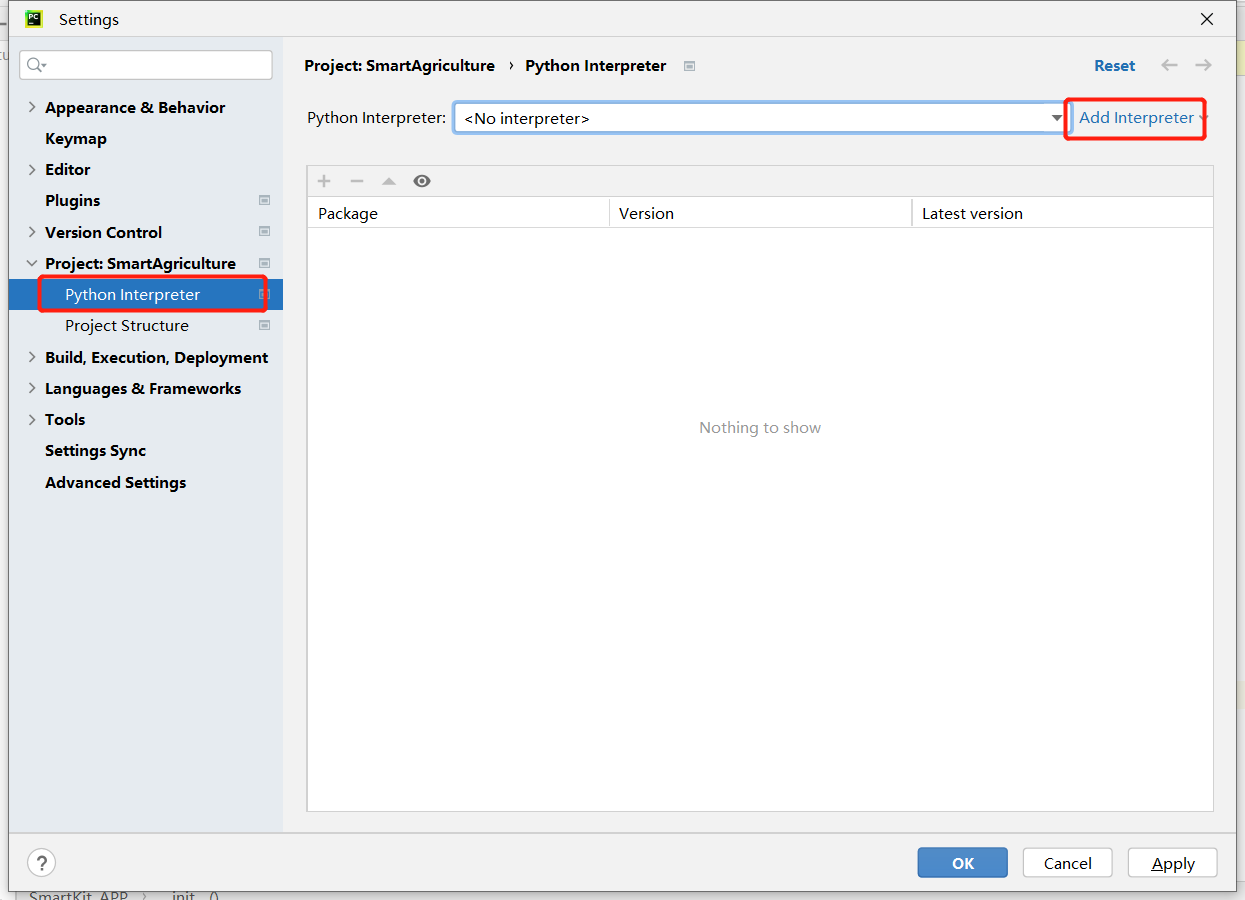 PC
Settings
Project: SmartAgriculture › Python Interpreter
Reset
Python Interpreter:
<No interpreter>
Add Interpreter
Appearance & Behavior
Keymap
Editor
Plugins
Version Control
Project: SmartAgriculture
Python Interpreter
Project Structure
Build, Execution, Deployment
Languages & Frameworks
Tools
Settings Sync
Advanced Settings
Package
Version
Latest version
Nothing to show
?
OK
Cancel
Apply
SmartKit_APP › __init__()